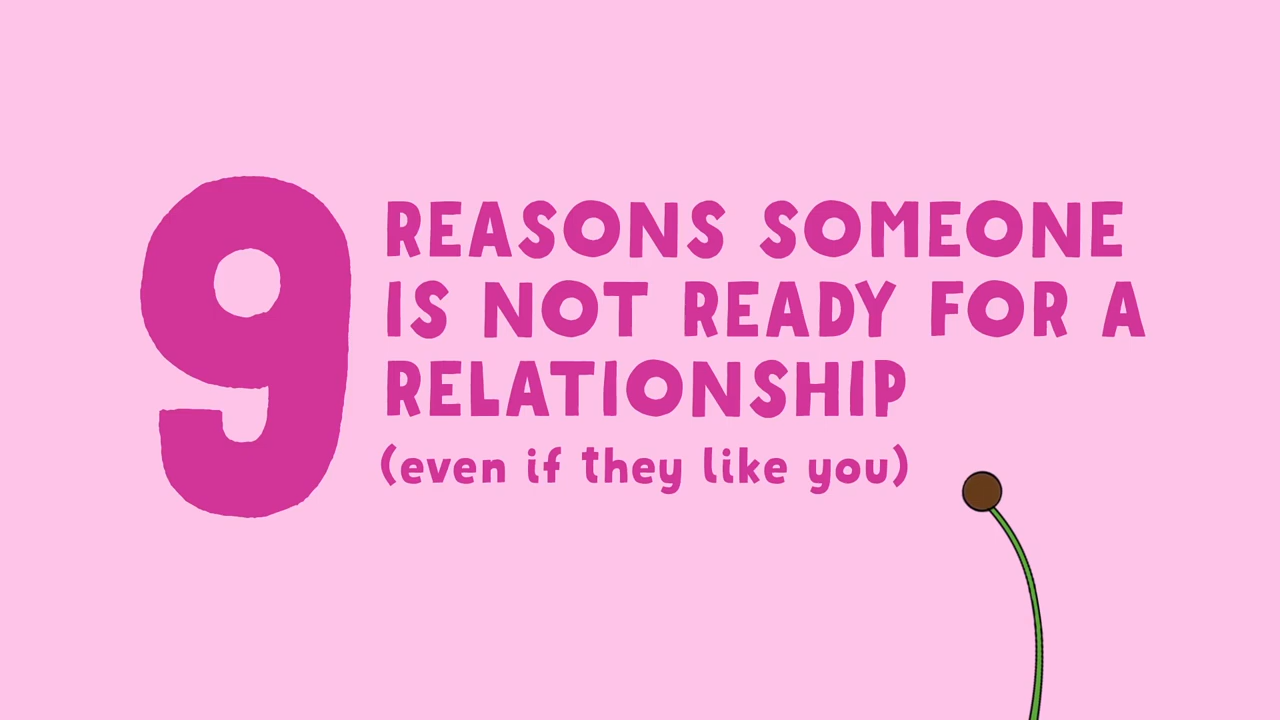 9
REASONS SOMEONE
IS NOT READY FOR A
RELATIONSHIP
(even if they like you)